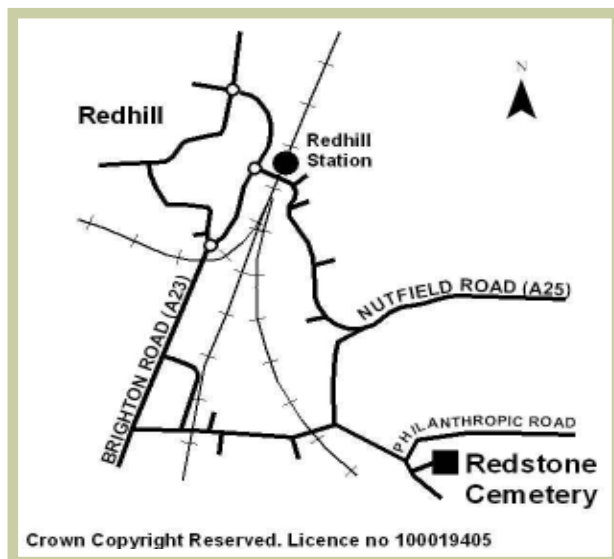 N
Redhill
Redhill
Station
NUTFIELD ROAD (A25)
BRIGHTON ROAD (A23)
PHILANTHROPIC ROAD
Redstone
Cemetery
Crown Copyright Reserved. Licence no 100019405